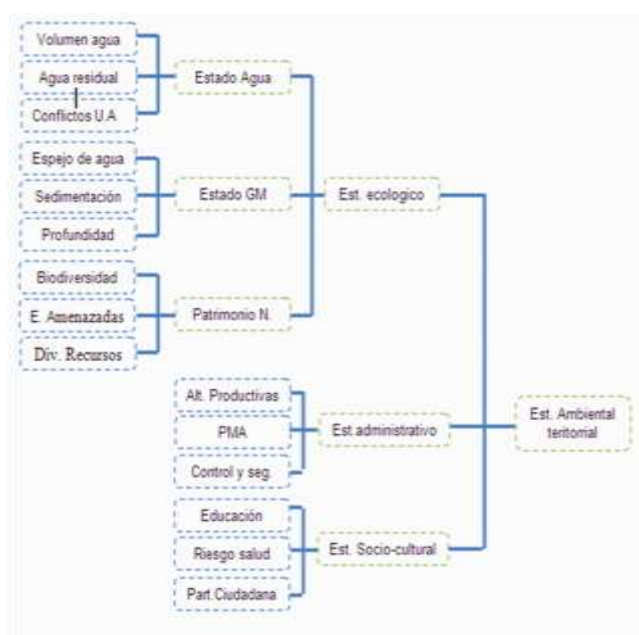 Volumen agua
Agua residual
Conflictos U.A
Estado Agua
Espejo de agua
Sedimentación
Profundidad
Estado GM
Est. ecologico
Biodiversidad
E. Amenazadas
Div. Recursos
Patrimonio N.
Alt. Productivas
PMA
Control y seg.
Est.administrativo
Est. Ambiental
territorial
Educación
Riesgo salud
Part.Ciudadana
Est. Socio-cultural